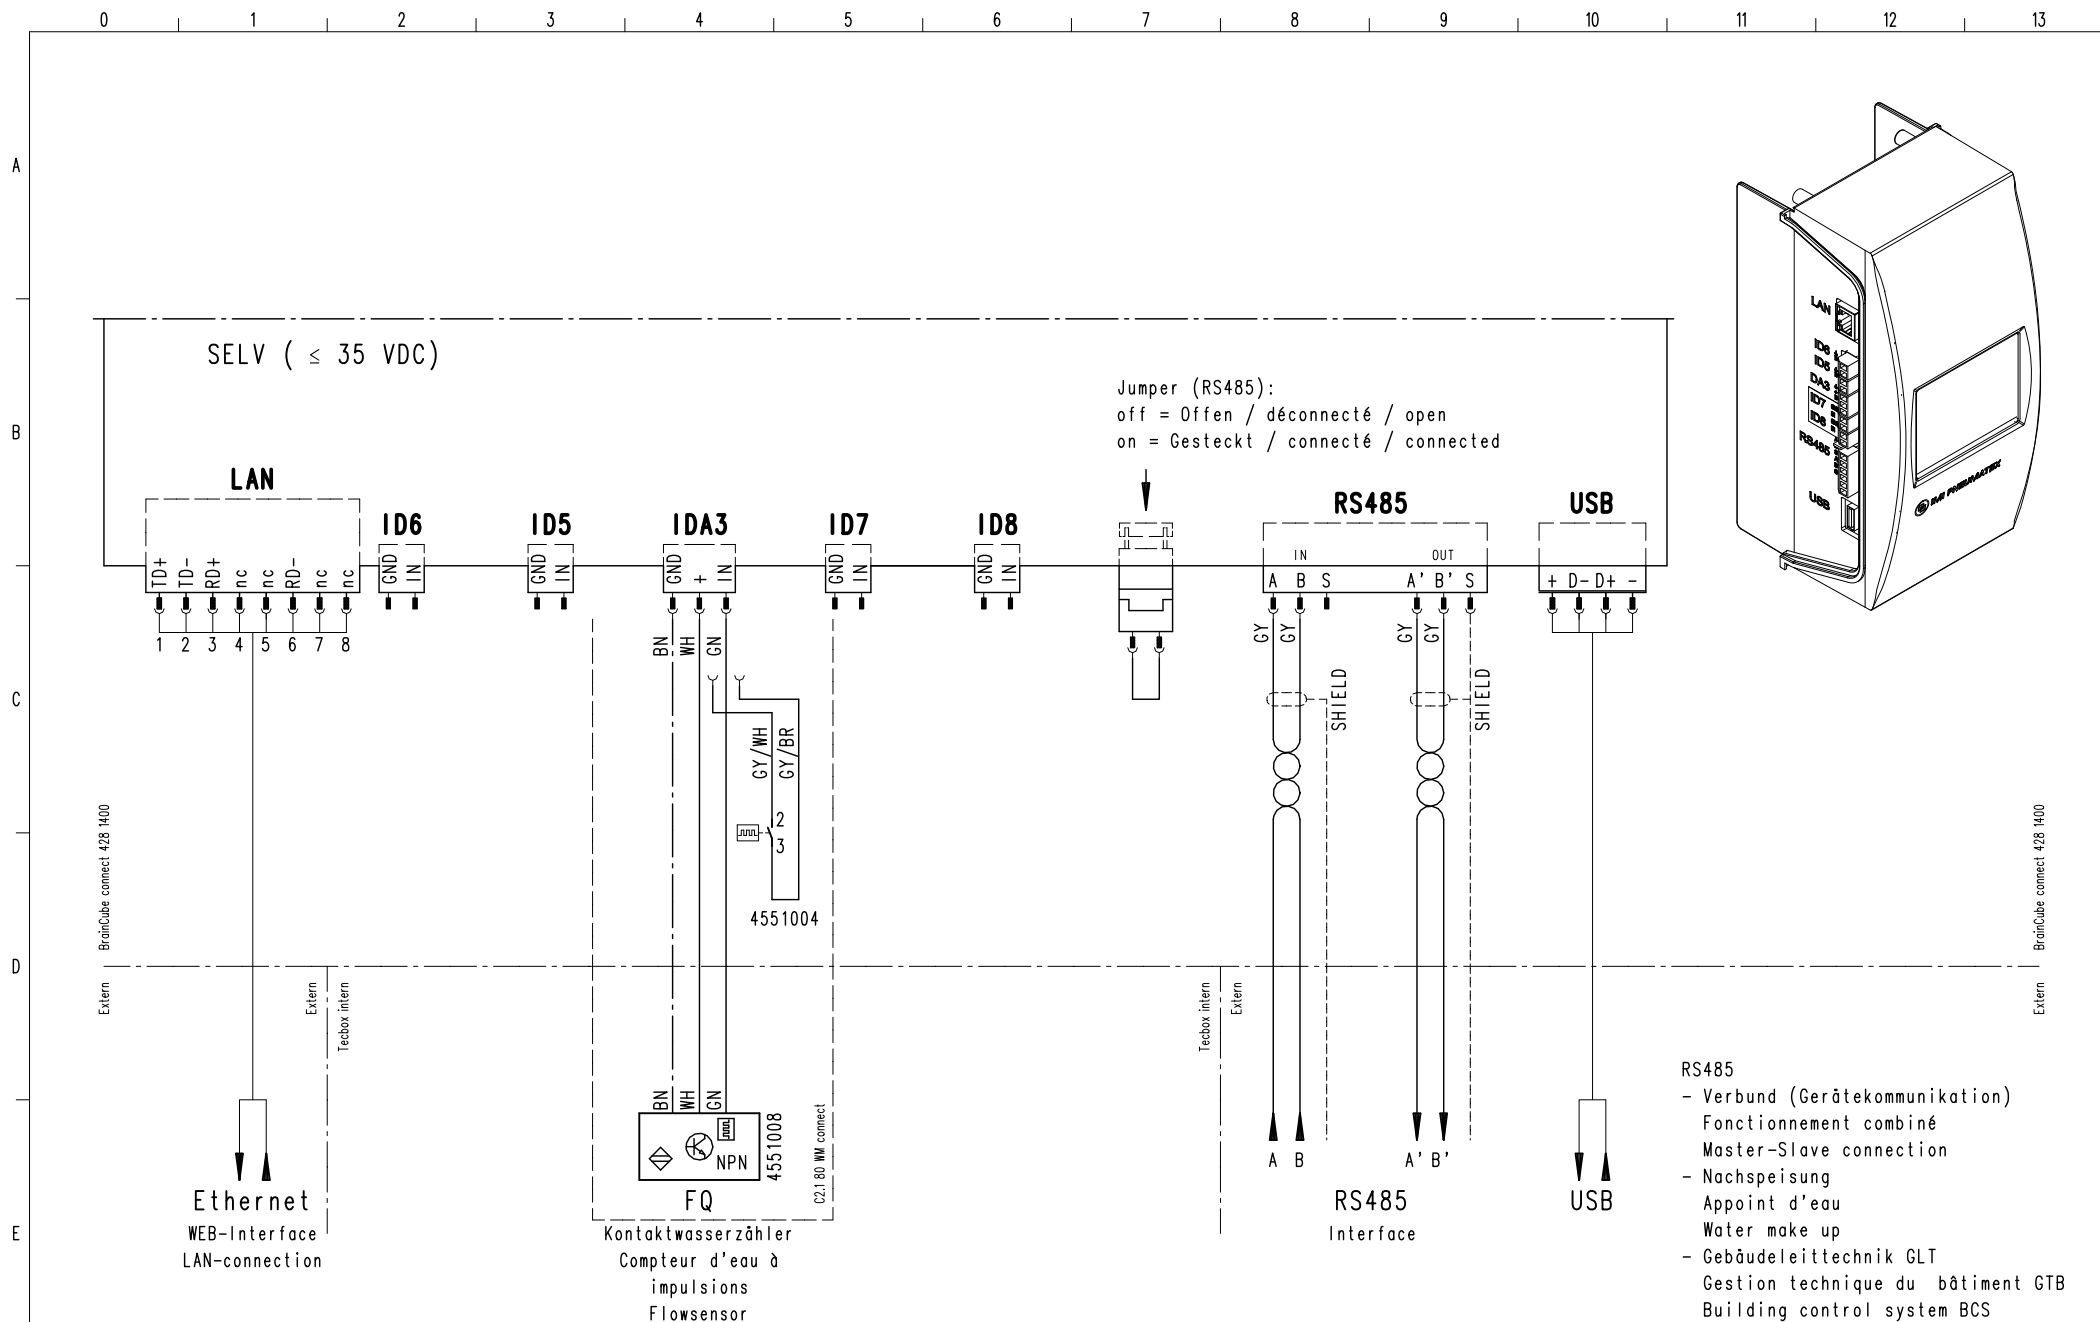 0 1 2 3 4 5 6 7 8 9 10 11 12 13
A
B
C
D
E
SELV ( ≤ 35 VDC)
Jumper (RS485):
off = Offen / déconnecté / open
on = Gesteckt / connecté / connected
LAN
TD+ TD- RD+ nc nc RD- nc nc
1 2 3 4 5 6 7 8
ID6
GND IN
ID5
GND IN
IDA3
GND + IN
BN WH GN
ID7
GND IN
ID8
GND IN
RS485
IN OUT
A B S A' B' S
GY GY GY GY
SHIELD SHIELD
USB
+ D- D+ -
GY/WH GY/BR
2
3
4551004
BrainCube connect 428 1400
BrainCube connect 428 1400
Extern
Extern
Tecbox intern
Tecbox intern
Extern
Extern
BN WH GN
NPN
4551008
C2.1 80 WM connect
FQ
Kontaktwasserzähler
Compteur d'eau à
impulsions
Flowsensor
Ethernet
WEB-Interface
LAN-connection
A B A' B'
RS485
Interface
USB
RS485
- Verbund (Gerätekommunikation)
Fonctionnement combiné
Master-Slave connection
- Nachspeisung
Appoint d'eau
Water make up
- Gebäudeleittechnik GLT
Gestion technique du bâtiment GTB
Building control system BCS
LAN
ID6
ID5
DA3
ID7
RS485
USB
IMI PNEUMATEX